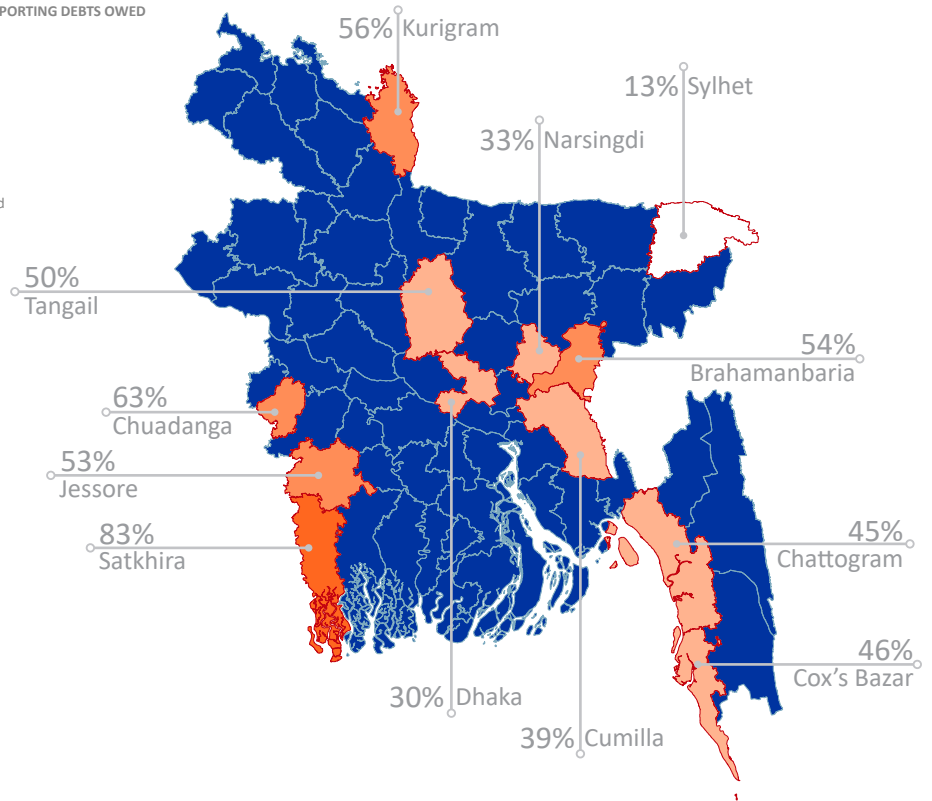 PORTING DEBTS OWED
56% Kurigram
13% Sylhet
33% Narsingdi
d
50%
Tangail
54%
Brahamanbaria
63%
Chuadanga
53%
Jessore
83%
Satkhira
45%
Chattogram
46%
Cox's Bazar
30% Dhaka
39% Cumilla